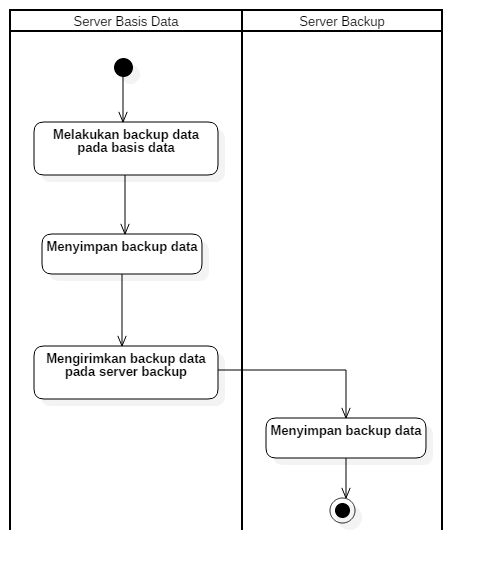 Server Basis Data
Server Backup
Melakukan backup data
pada basis data
Menyimpan backup data
Mengirimkan backup data
pada server backup
Menyimpan backup data